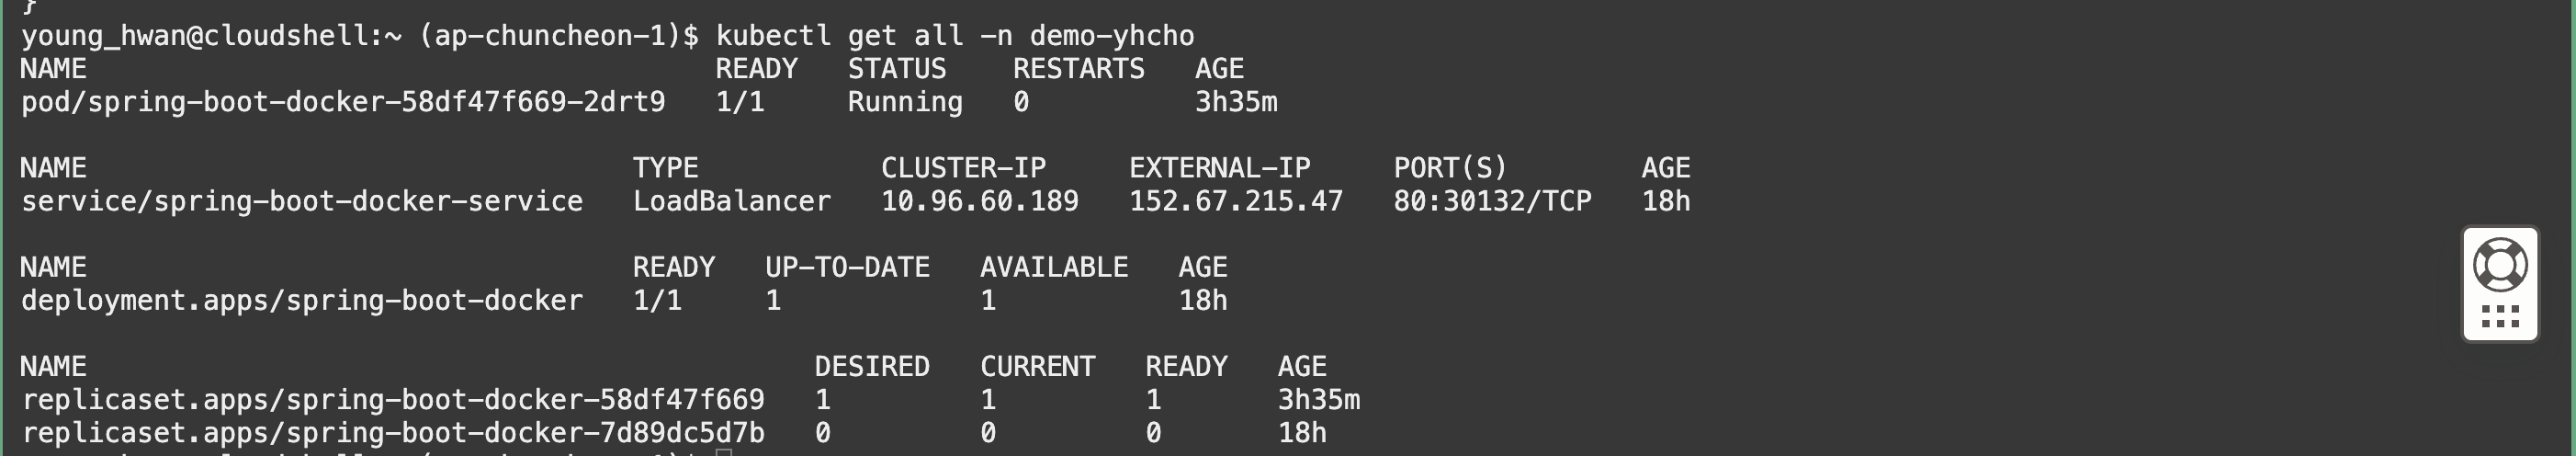 }
young_hwan@cloudshell:~ (ap-chuncheon-1)$ kubectl get all -n demo-yhcho
NAME READY STATUS RESTARTS AGE
pod/spring-boot-docker-58df47f669-2drt9 1/1 Running 0 3h35m
NAME TYPE CLUSTER-IP EXTERNAL-IP PORT(S) AGE
service/spring-boot-docker-service LoadBalancer 10.96.60.189 152.67.215.47 80:30132/TCP 18h
NAME READY UP-TO-DATE AVAILABLE AGE
deployment.apps/spring-boot-docker 1/1 1 1 18h
NAME DESIRED CURRENT READY AGE
replicaset.apps/spring-boot-docker-58df47f669 1 1 1 3h35m
replicaset.apps/spring-boot-docker-7d89dc5d7b 0 0 0 18h